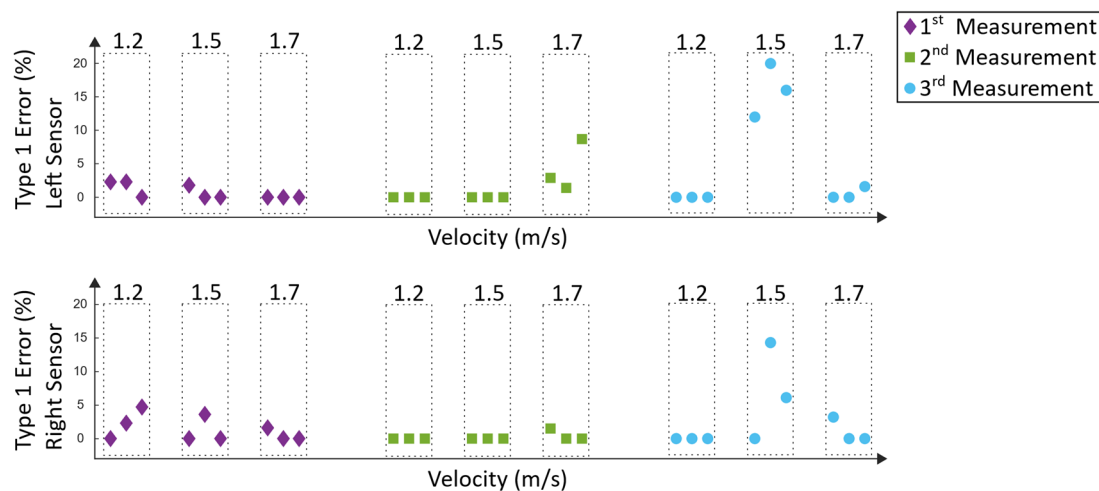 1st Measurement
2nd Measurement
3rd Measurement
1.2 1.5 1.7 1.2 1.5 1.7 1.2 1.5 1.7
Type 1 Error (%)
Left Sensor
20
15
10
5
0
Velocity (m/s)
1.2 1.5 1.7 1.2 1.5 1.7 1.2 1.5 1.7
Type 1 Error (%)
Right Sensor
20
15
10
5
0
Velocity (m/s)